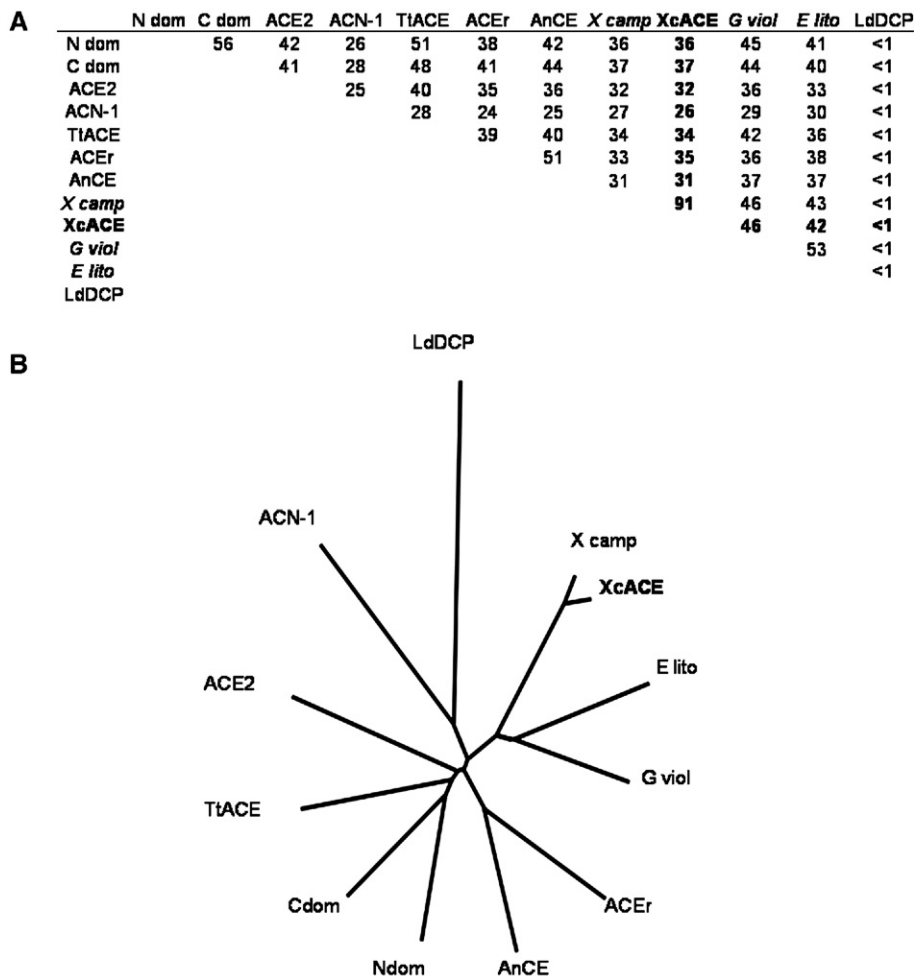 A
N dom C dom ACE2 ACN-1 TtACE ACEr AnCE X camp XcACE G viol E lito LdDCP
N dom 56 42 26 51 38 42 36 36 45 41 <1
C dom 41 28 48 41 44 37 37 44 40 <1
ACE2 25 40 35 36 32 32 36 33 <1
ACN-1 28 24 25 27 26 29 30 <1
TtACE 39 40 34 34 42 36 <1
ACEr 51 33 35 36 38 <1
AnCE 31 31 37 37 <1
X camp 91 46 43 <1
XcACE 46 42 <1
G viol 53 <1
E lito <1
LdDCP
B
LdDCP
ACN-1
X camp
XcACE
E lito
ACE2
G viol
TtACE
Cdom
ACEr
Ndom
AnCE